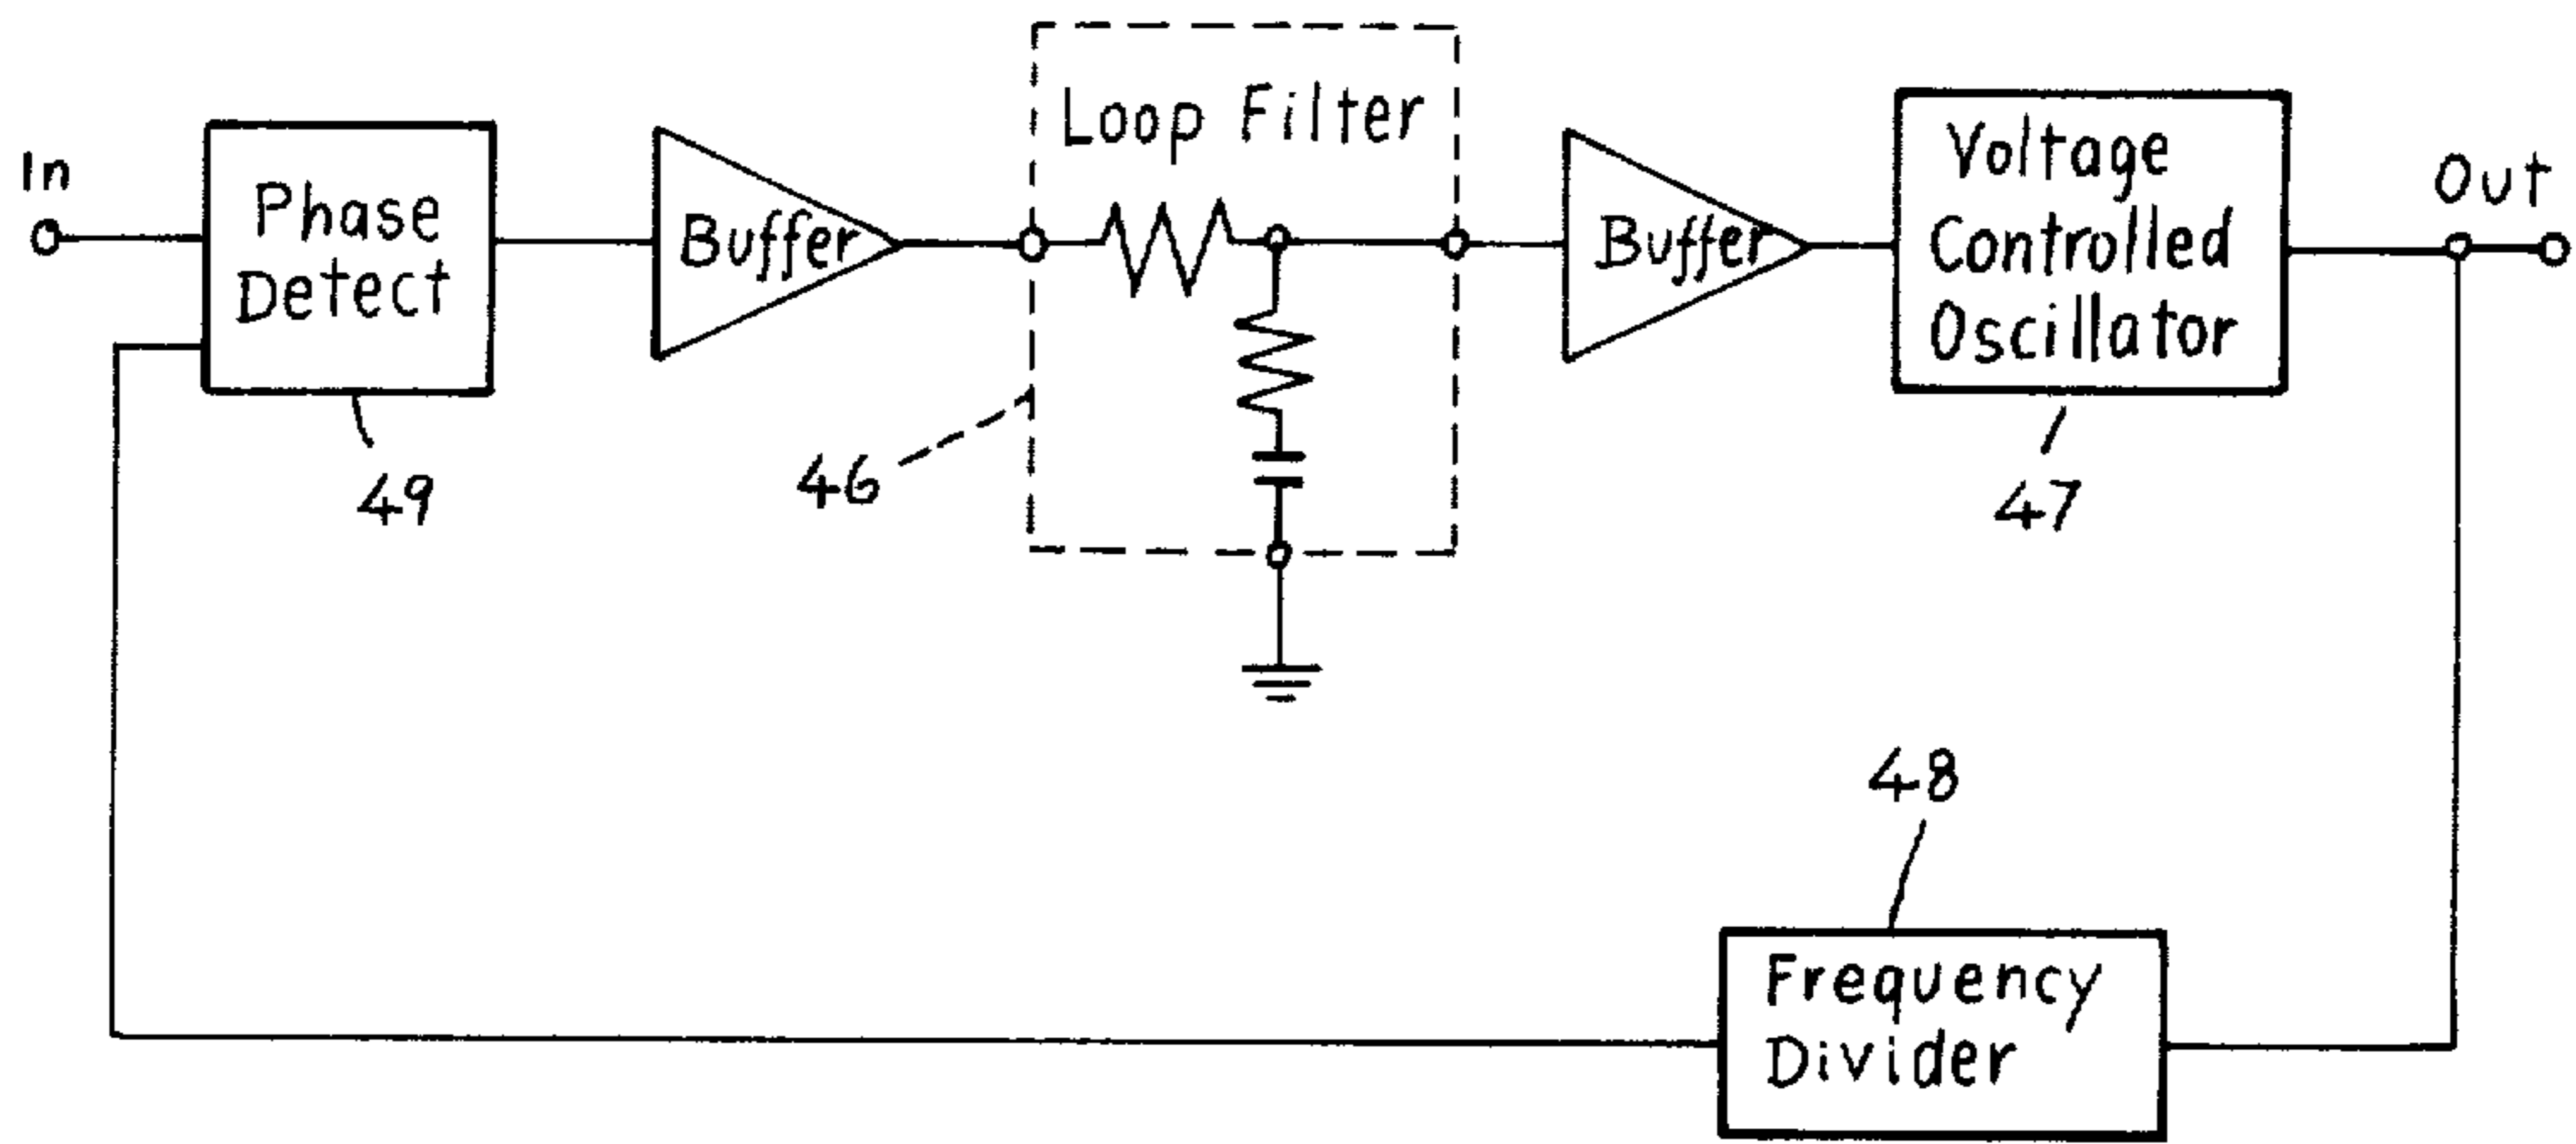 In
Phase
Detect
49
Buffer
Loop Filter
46
Buffer
Voltage
Controlled
Oscillator
47
Out
48
Frequency
Divider